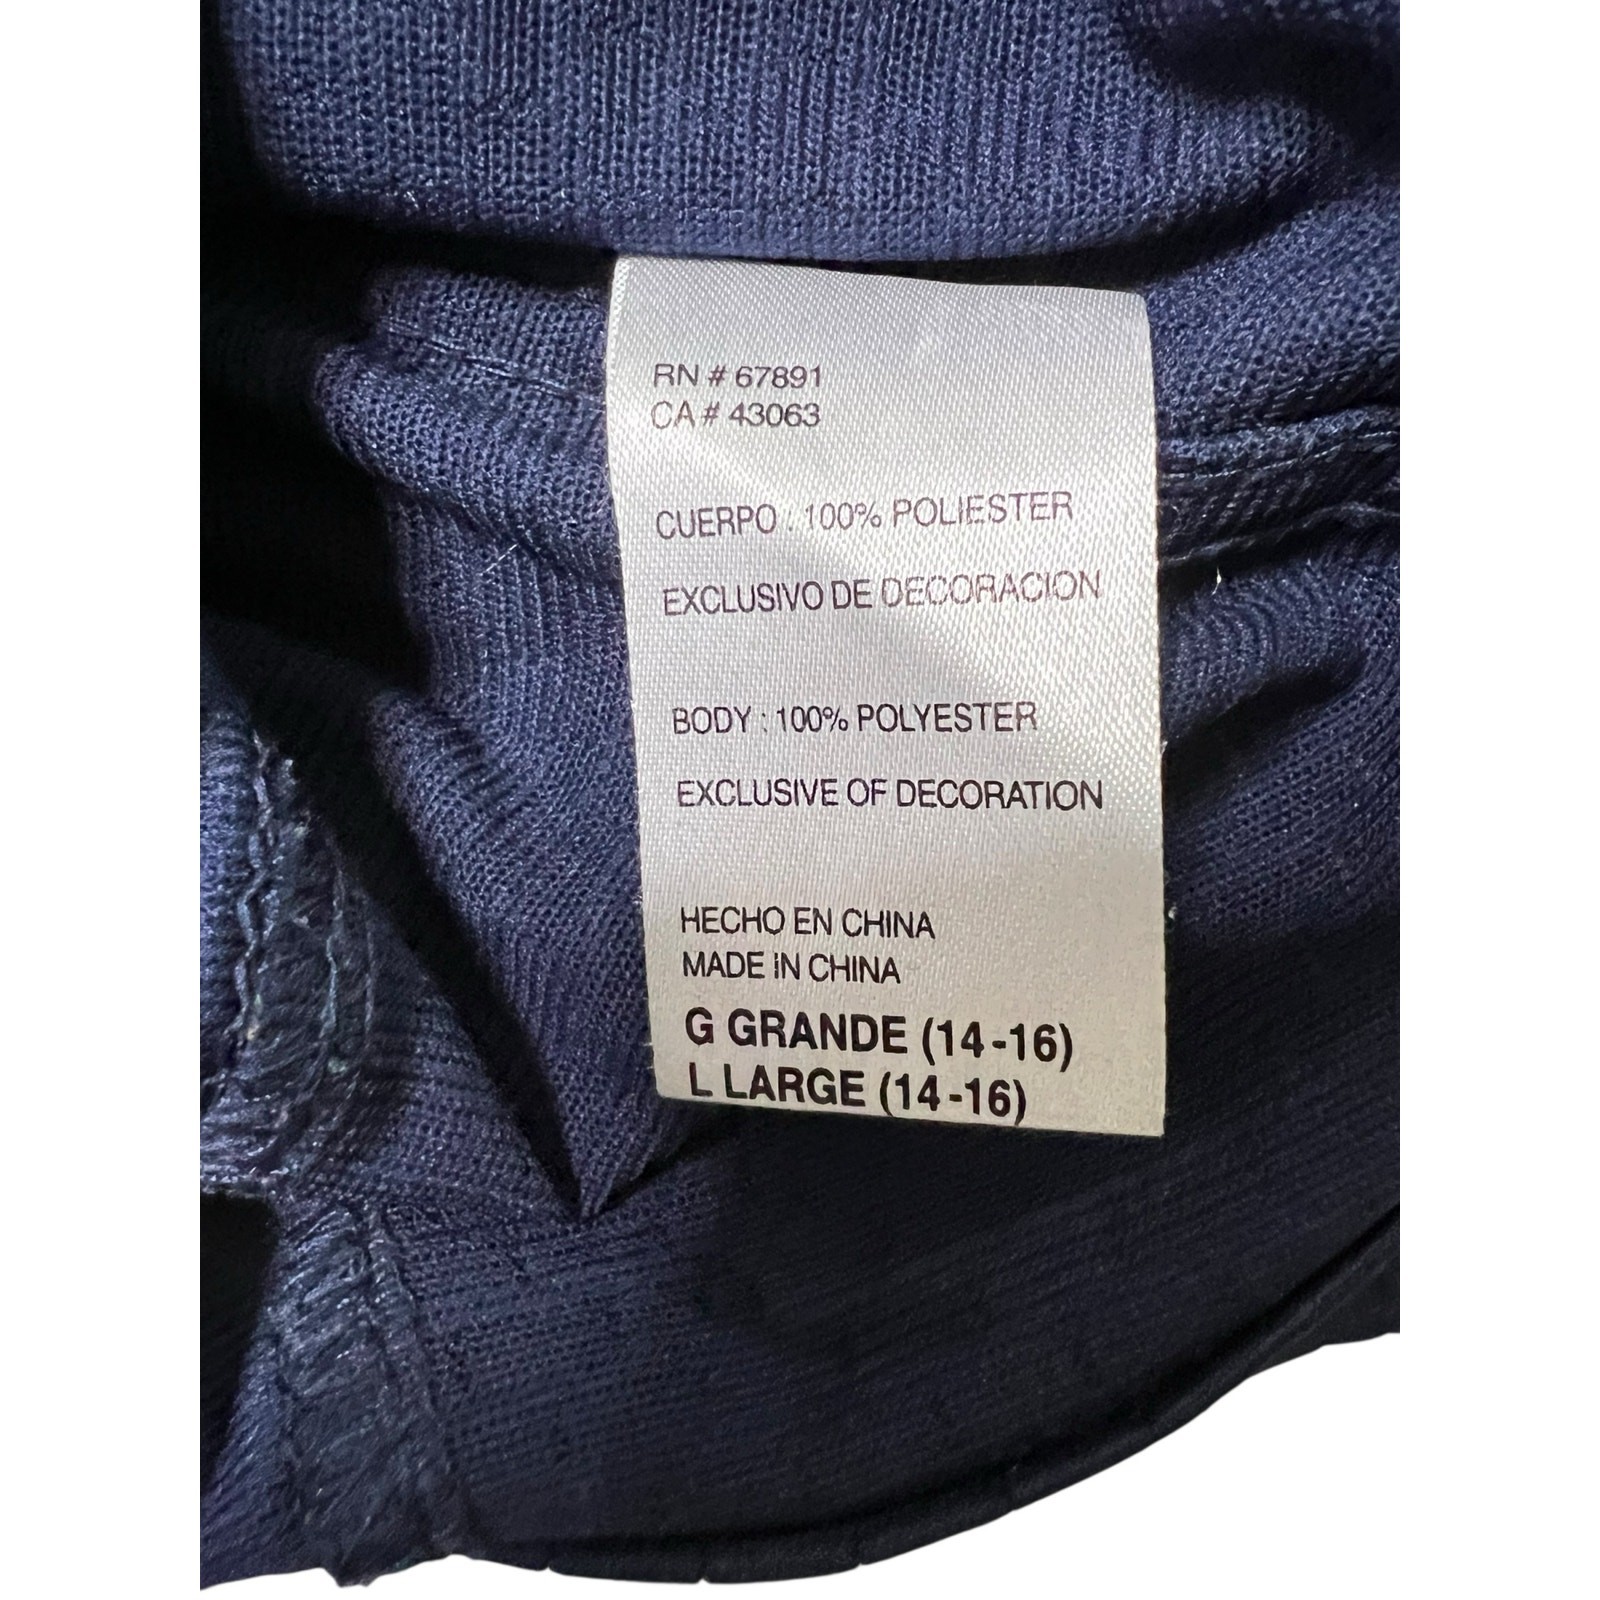 RN # 67891
CA # 43063
CUERPO : 100% POLIESTER
EXCLUSIVO DE DECORACION
BODY : 100% POLYESTER
EXCLUSIVE OF DECORATION
HECHO EN CHINA
MADE IN CHINA
G GRANDE (14-16)
L LARGE (14-16)